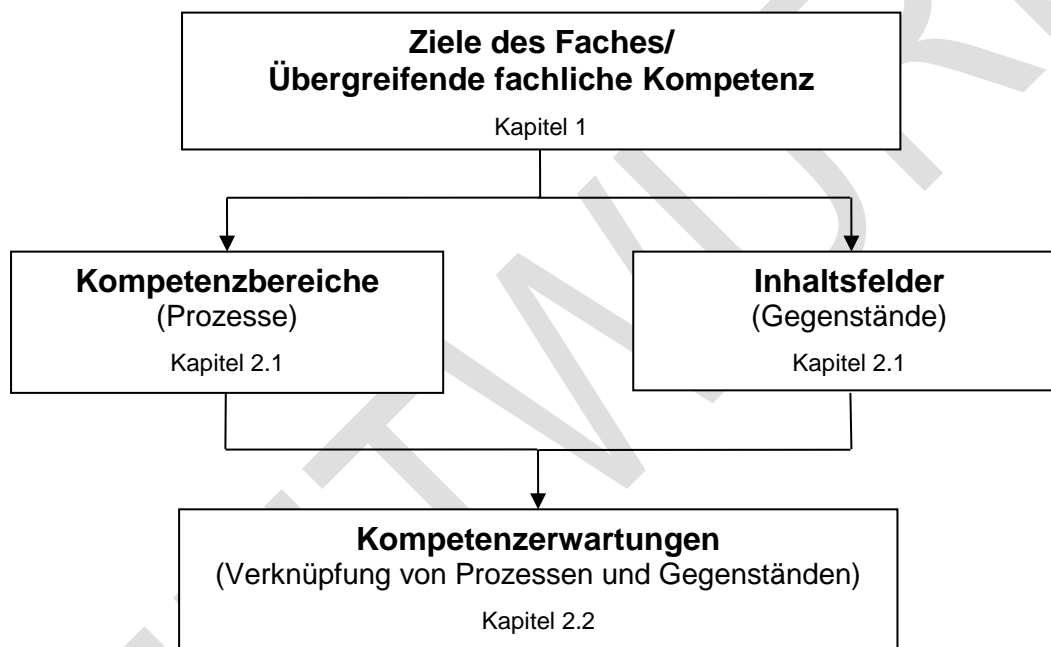 Ziele des Faches/
Übergreifende fachliche Kompetenz
Kapitel 1
Kompetenzbereiche
(Prozesse)
Kapitel 2.1
Inhaltsfelder
(Gegenstände)
Kapitel 2.1
Kompetenzerwartungen
(Verknüpfung von Prozessen und Gegenständen)
Kapitel 2.2